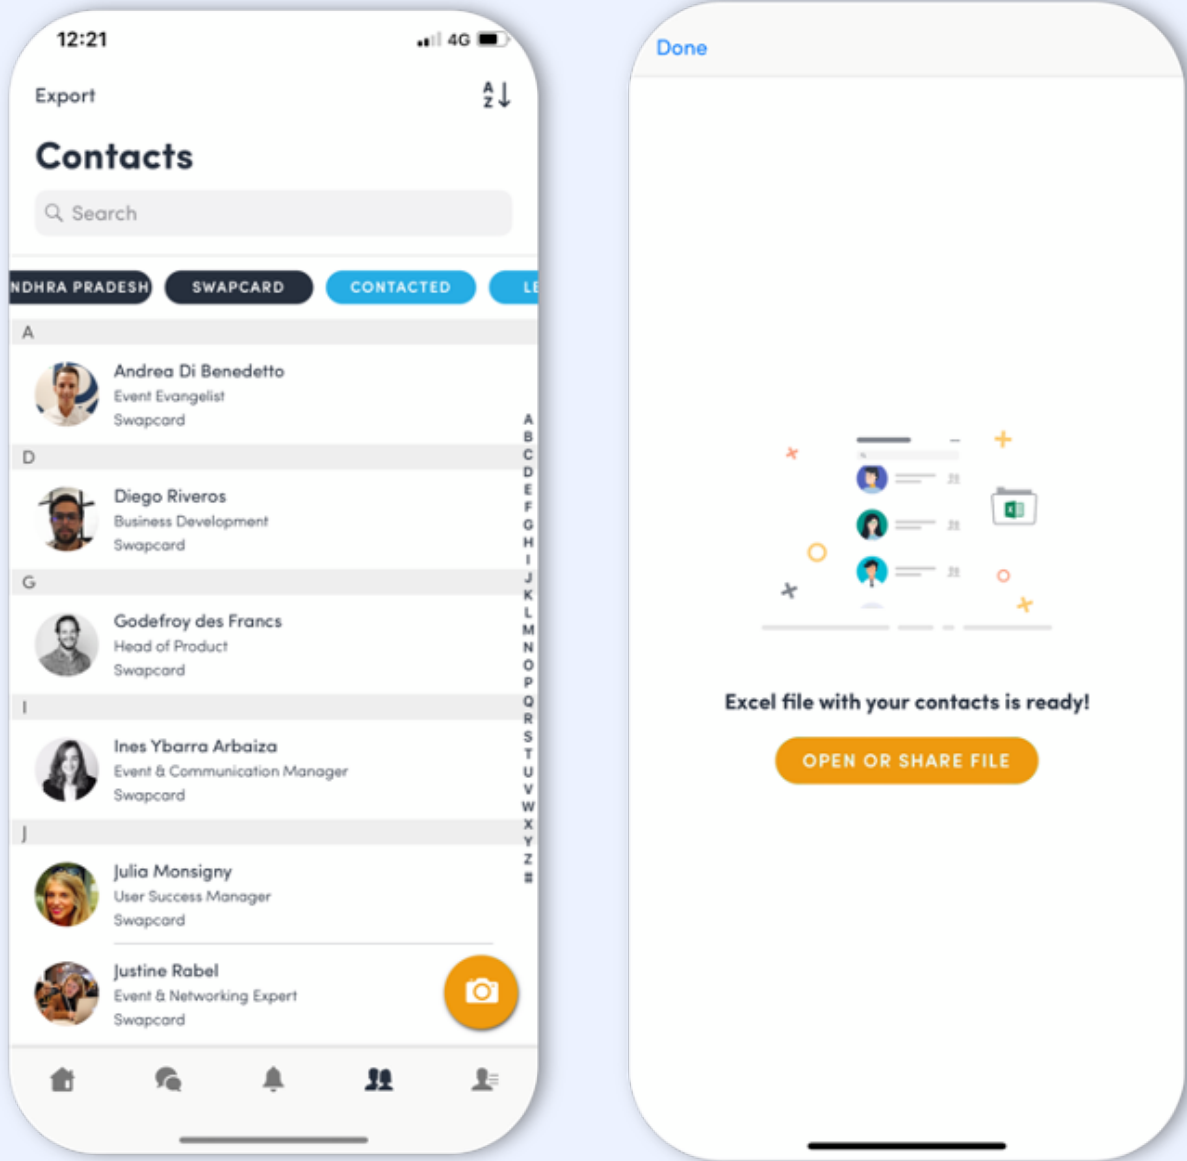 12:21
4G
Export
A
Z
Contacts
Search
NDHRA PRADESH
SWAPCARD
CONTACTED
LE
A
Andrea Di Benedetto
Event Evangelist
Swapcard
D
Diego Riveros
Business Development
Swapcard
G
Godefroy des Francs
Head of Product
Swapcard
I
Ines Ybarra Arbaiza
Event & Communication Manager
Swapcard
J
Julia Monsigny
User Success Manager
Swapcard
Justine Rabel
Event & Networking Expert
Swapcard
A
B
C
D
E
F
G
H
I
J
K
L
M
N
O
P
Q
R
S
T
U
V
W
X
Y
Z
#
Done
Excel file with your contacts is ready!
OPEN OR SHARE FILE